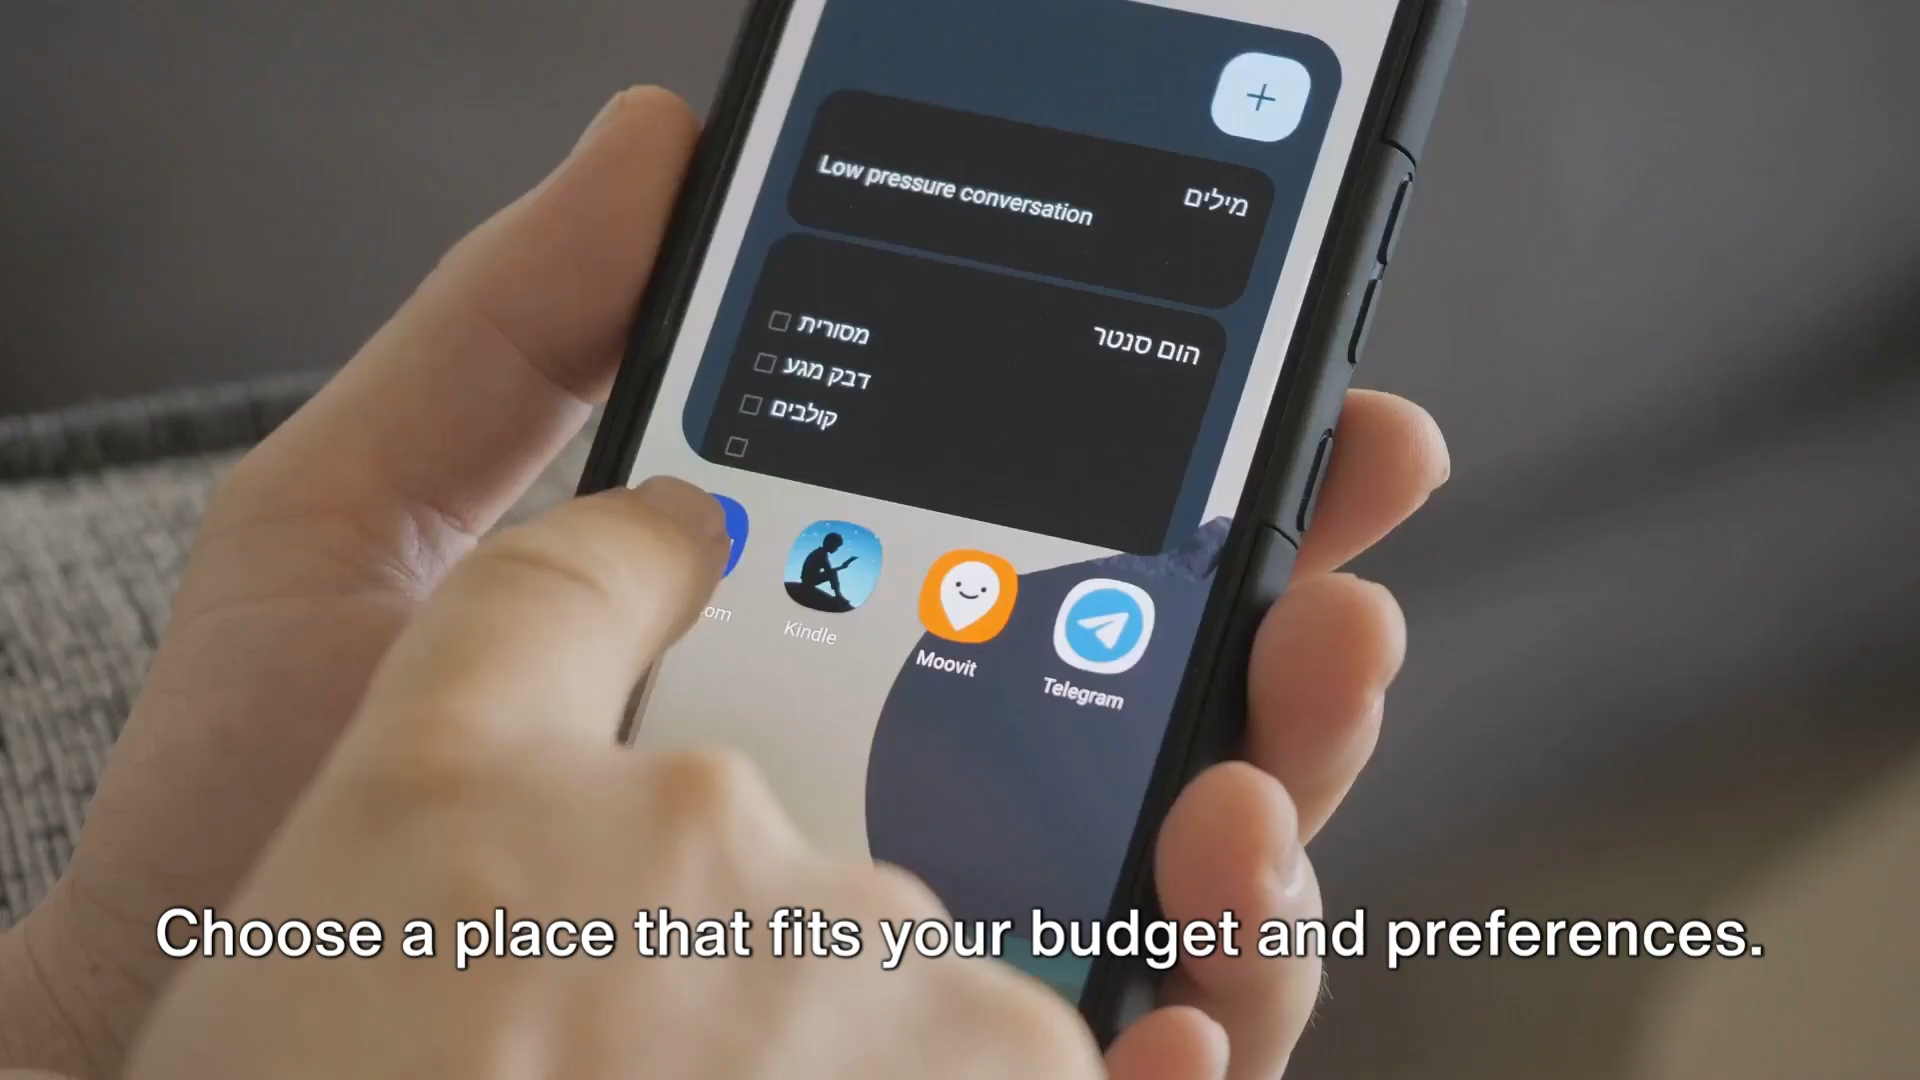 +
מילים
Low pressure conversation
הום סנטר
מסורית
דבק מגע
קולבים
.com
Kindle
Moovit
Telegram
Choose a place that fits your budget and preferences.